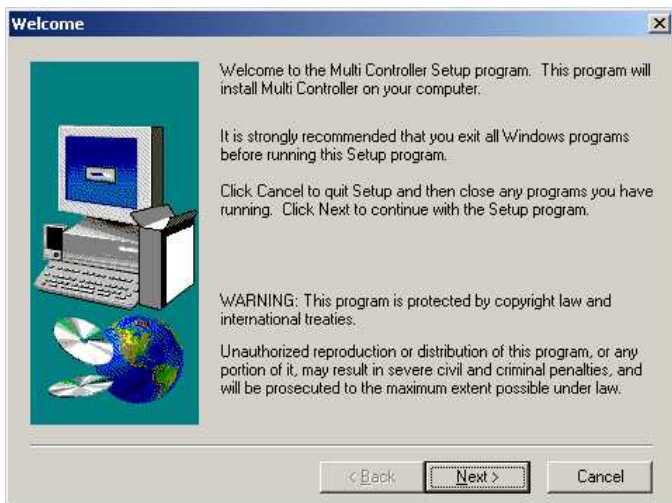 Welcome
Welcome to the Multi Controller Setup program. This program will
install Multi Controller on your computer.
It is strongly recommended that you exit all Windows programs
before running this Setup program.
Click Cancel to quit Setup and then close any programs you have
running. Click Next to continue with the Setup program.
WARNING: This program is protected by copyright law and
international treaties.
Unauthorized reproduction or distribution of this program, or any
portion of it, may result in severe civil and criminal penalties, and
will be prosecuted to the maximum extent possible under law.
< Back Next > Cancel